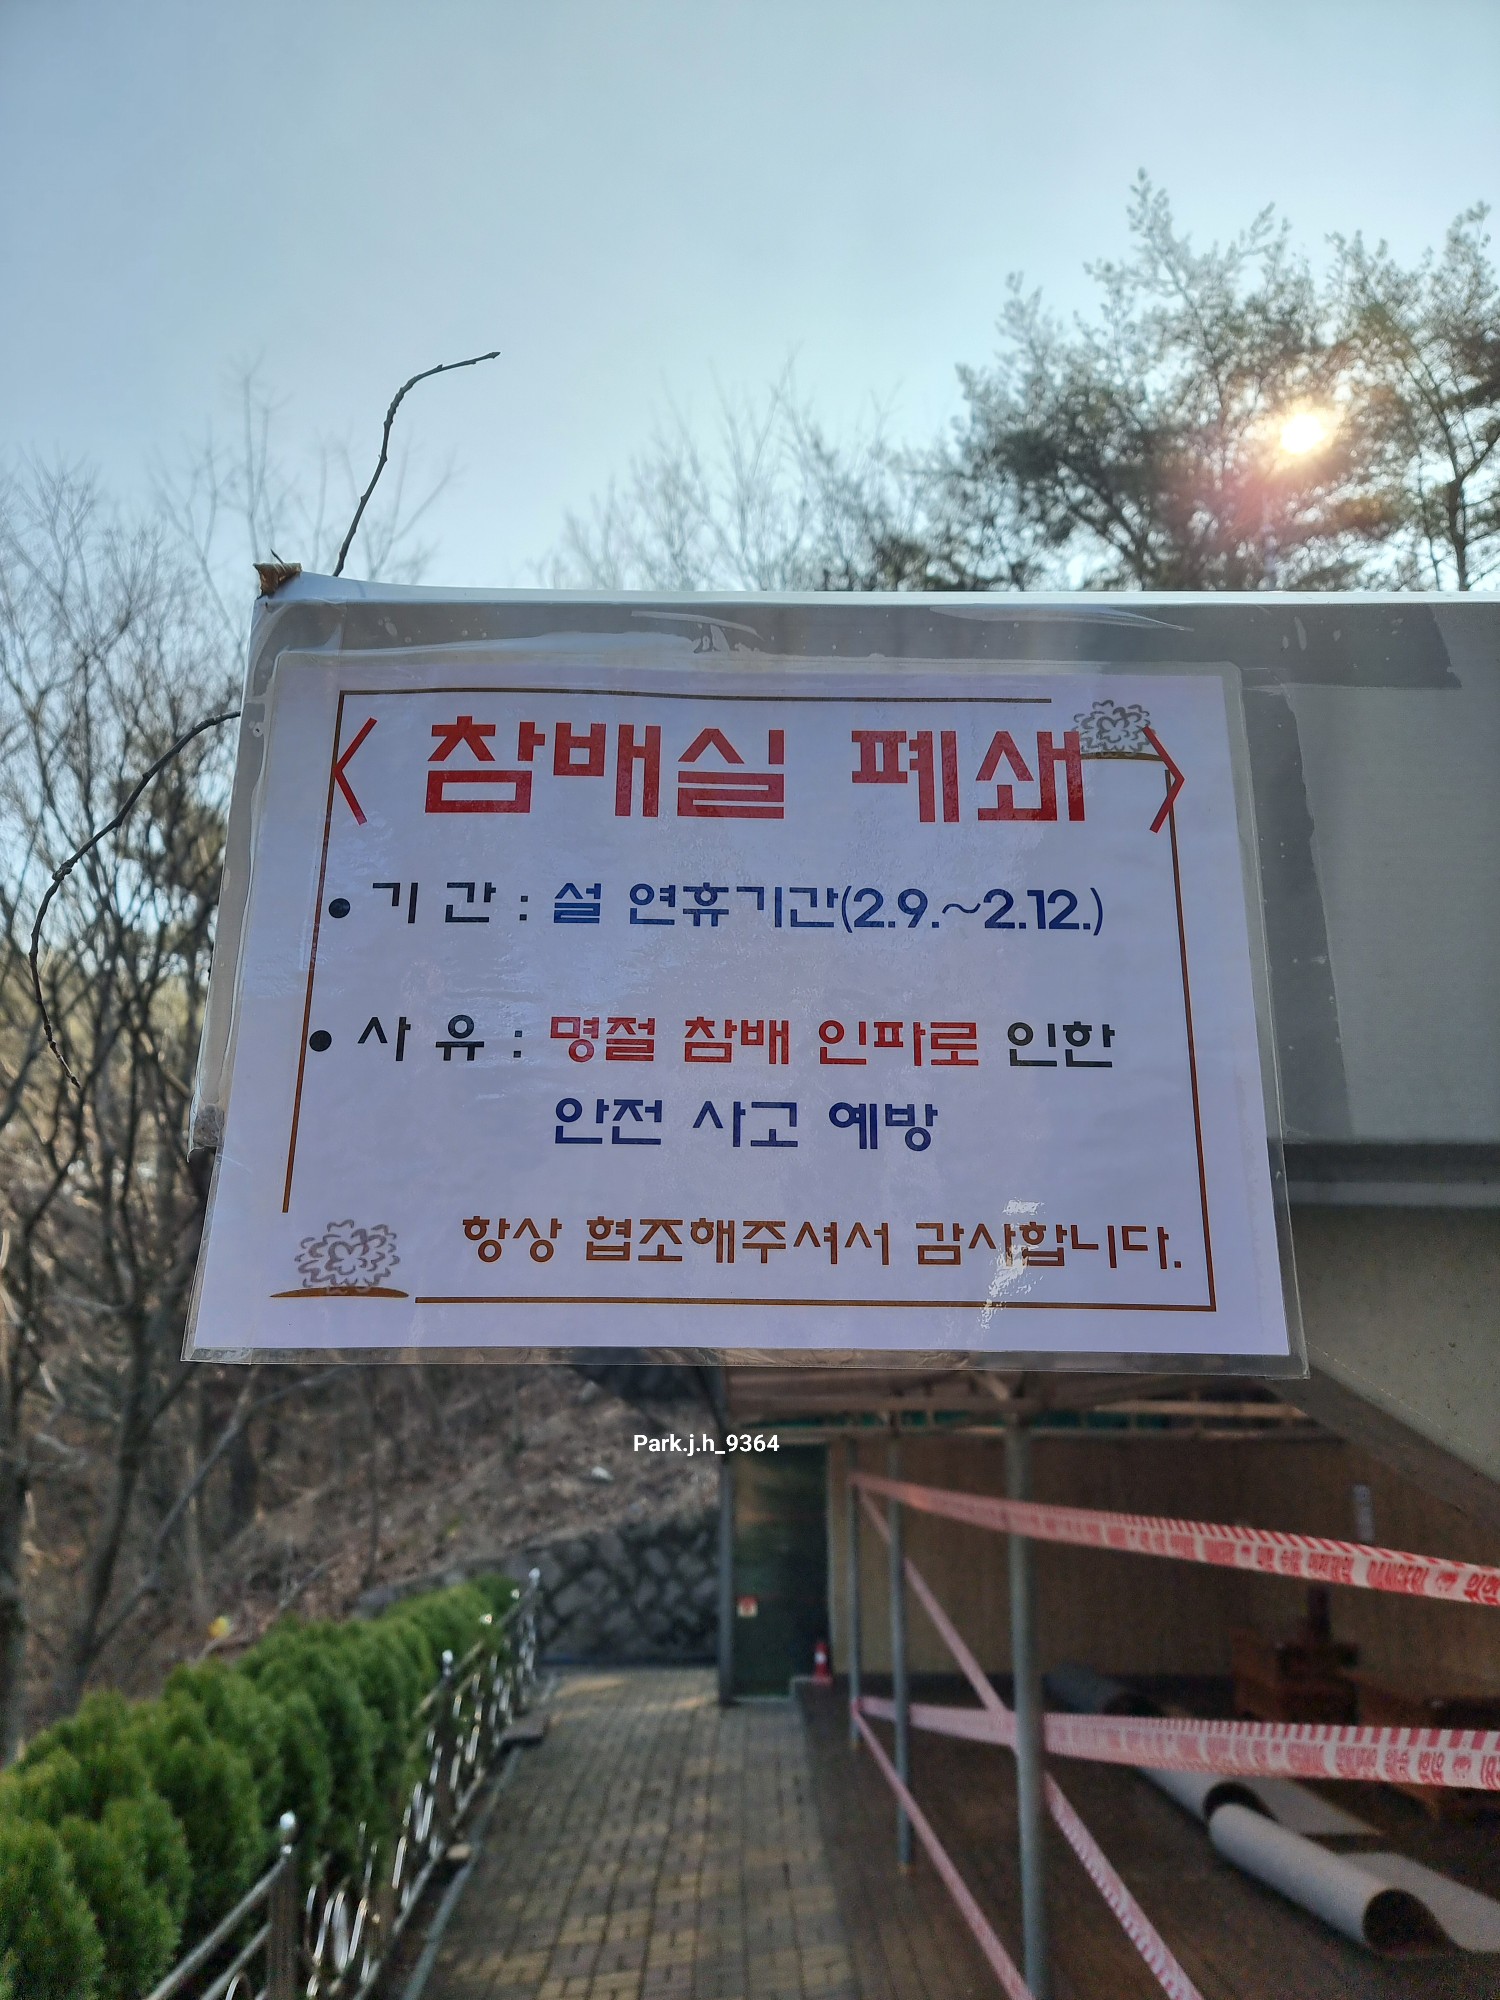 < 참배실 폐쇄 >
● 기 간 : 설 연휴기간(2.9.~2.12.)
● 사 유 : 명절 참배 인파로 인한
안전 사고 예방
항상 협조해주셔서 감사합니다.
Park.j.h_9364
DANGER